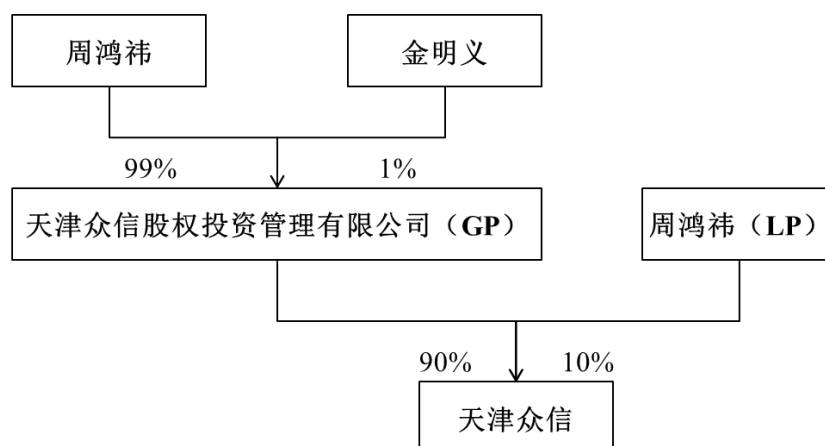 周鸿祎
金明义
99%
1%
天津众信股权投资管理有限公司（GP）
周鸿祎（LP）
90%
10%
天津众信